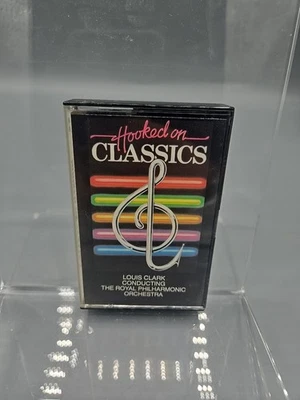 Hooked on
CLASSICS
LOUIS CLARK
CONDUCTING
THE ROYAL PHILHARMONIC
ORCHESTRA